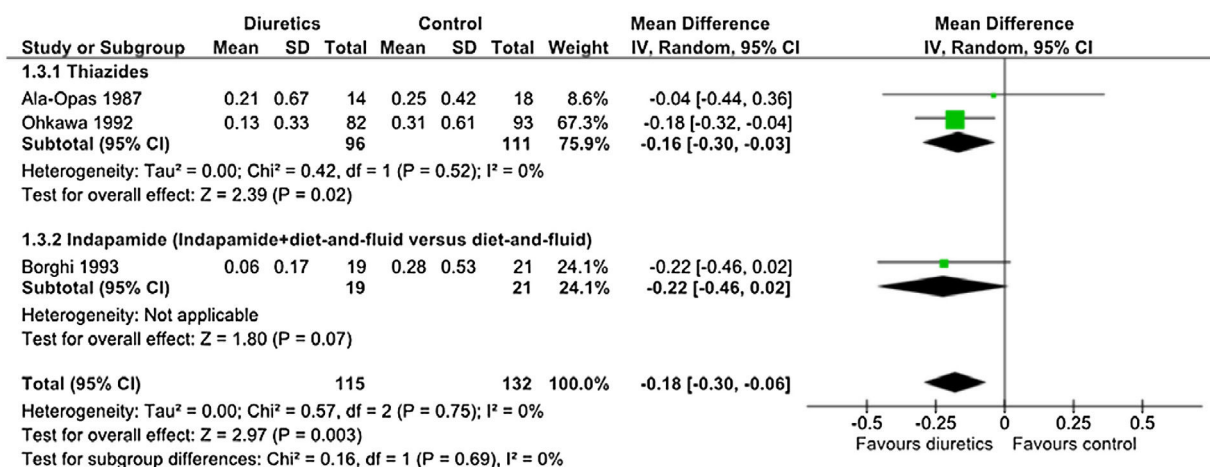 Diuretics Control Mean Difference Mean Difference
Study or Subgroup Mean SD Total Mean SD Total Weight IV, Random, 95% CI IV, Random, 95% CI
1.3.1 Thiazides
Ala-Opas 1987 0.21 0.67 14 0.25 0.42 18 8.6% -0.04 [-0.44, 0.36]
Ohkawa 1992 0.13 0.33 82 0.31 0.61 93 67.3% -0.18 [-0.32, -0.04]
Subtotal (95% CI) 96 111 75.9% -0.16 [-0.30, -0.03]
Heterogeneity: Tau² = 0.00; Chi² = 0.42, df = 1 (P = 0.52); I² = 0%
Test for overall effect: Z = 2.39 (P = 0.02)
1.3.2 Indapamide (Indapamide+diet-and-fluid versus diet-and-fluid)
Borghi 1993 0.06 0.17 19 0.28 0.53 21 24.1% -0.22 [-0.46, 0.02]
Subtotal (95% CI) 19 21 24.1% -0.22 [-0.46, 0.02]
Heterogeneity: Not applicable
Test for overall effect: Z = 1.80 (P = 0.07)
Total (95% CI) 115 132 100.0% -0.18 [-0.30, -0.06]
Heterogeneity: Tau² = 0.00; Chi² = 0.57, df = 2 (P = 0.75); I² = 0%
Test for overall effect: Z = 2.97 (P = 0.003)
Test for subgroup differences: Chi² = 0.16, df = 1 (P = 0.69), I² = 0%
-0.5 -0.25 0 0.25 0.5
Favours diuretics Favours control